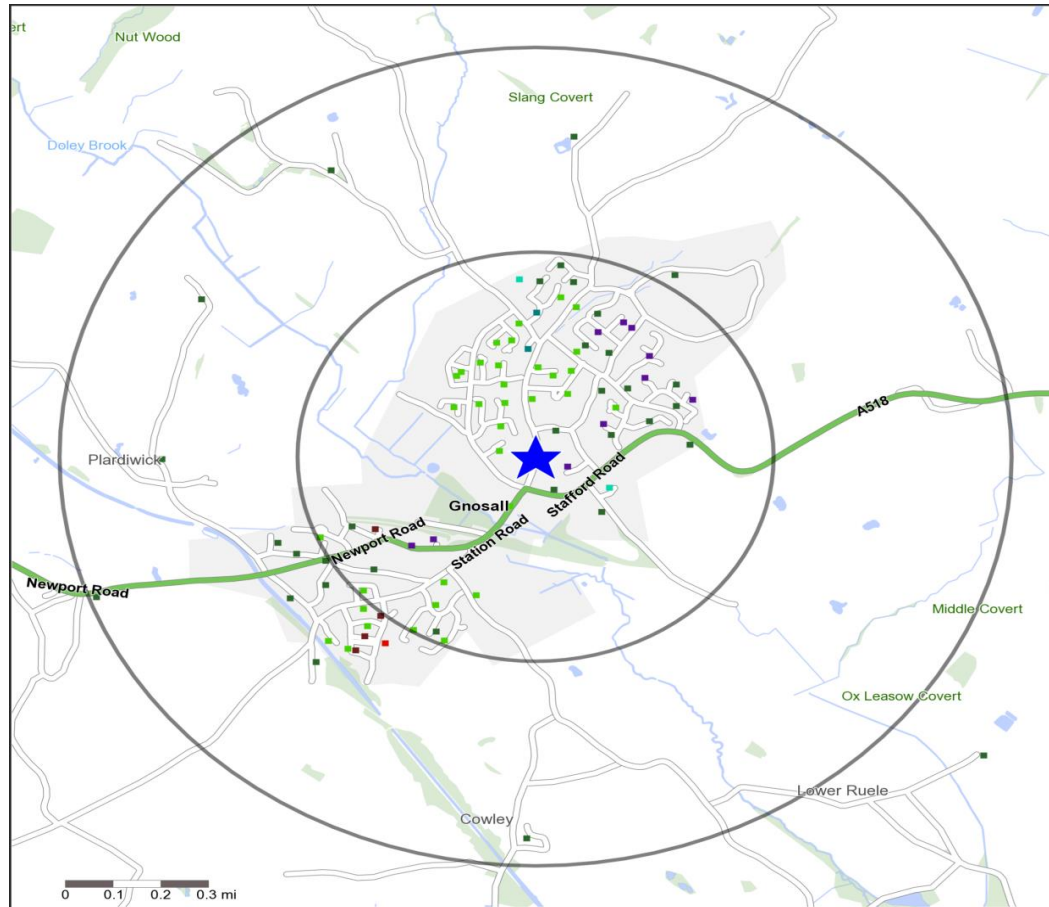 ert
Nut Wood
Slang Covert
Doley Brook
A518
Plardiwick
Stafford Road
Gnosall
Newport Road
Station Road
Newport Road
Middle Covert
Ox Leasow Covert
Lower Ruele
Cowley
0 0.1 0.2 0.3 mi